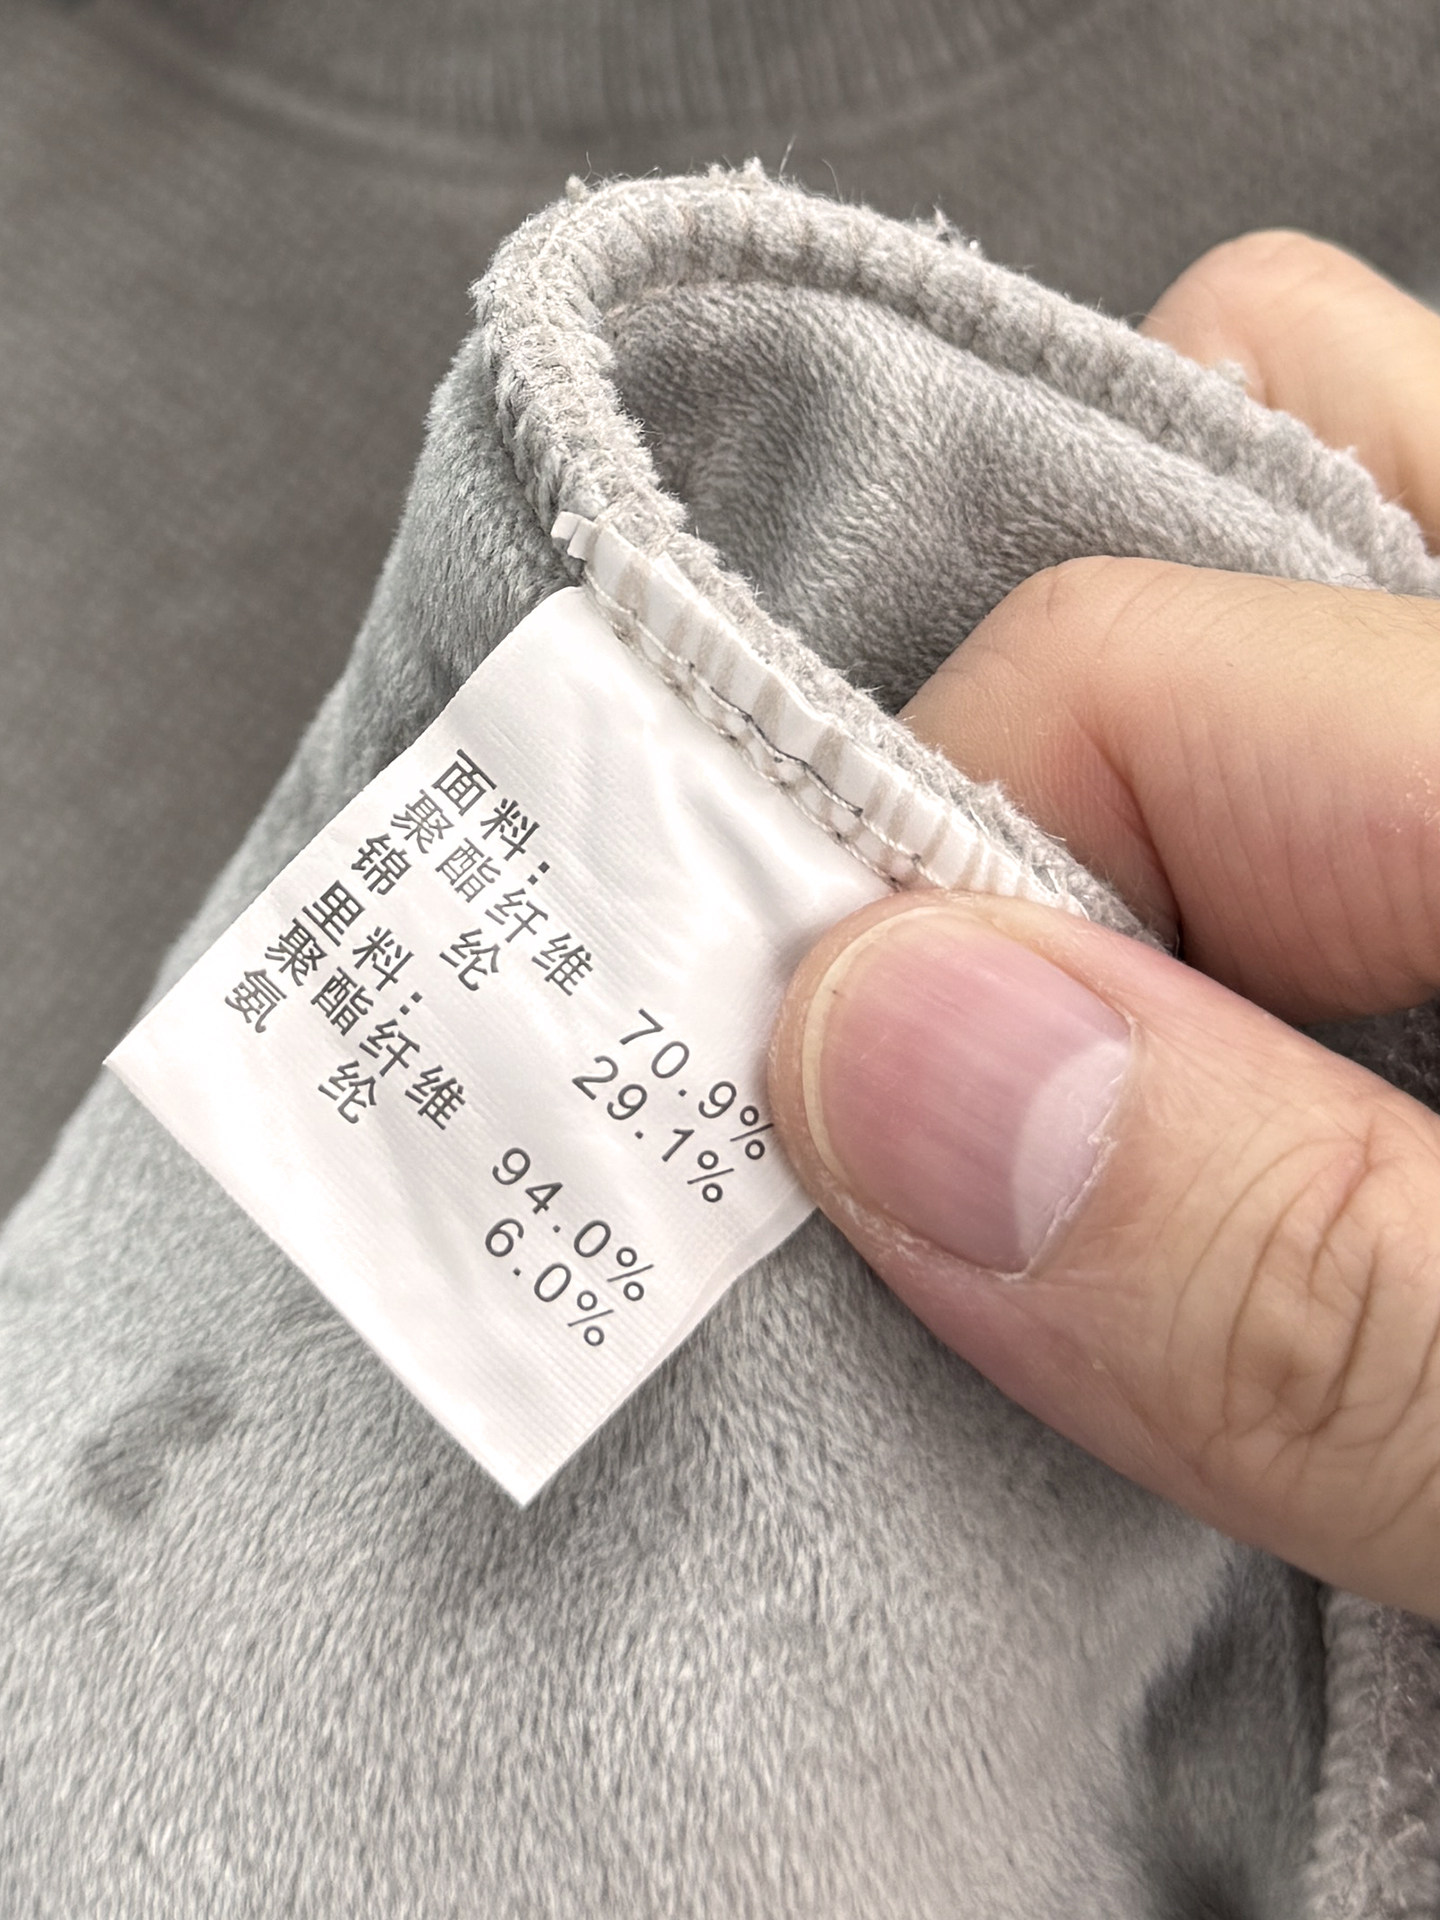 面料：
聚酯纤维 70.9%
锦 纶 29.1%
里料：
聚酯纤维 94.0%
氨 纶 6.0%